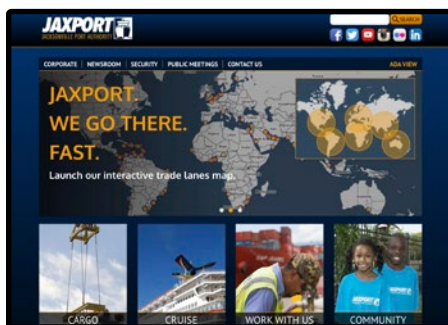 JAXPORT
JACKSONVILLE PORT AUTHORITY
SEARCH
CORPORATE NEWSROOM SECURITY PUBLIC MEETINGS CONTACT US ADA VIEW
JAXPORT.
WE GO THERE.
FAST.
Launch our interactive trade lanes map.
CARGO CRUISE WORK WITH US COMMUNITY